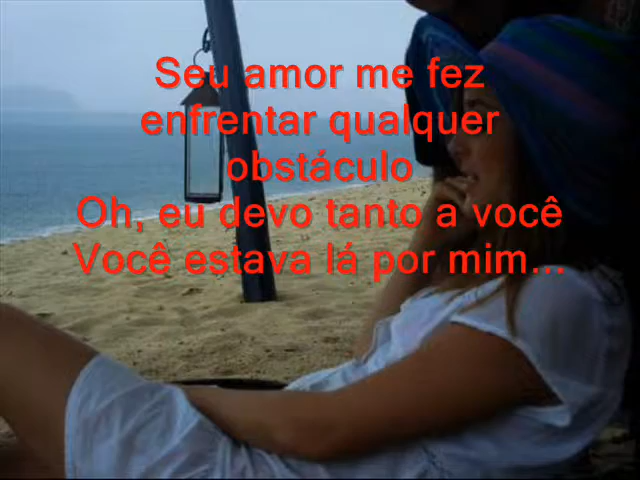 Seu amor me fez
enfrentar qualquer
obstáculo
Oh, eu devo tanto a você
Você estava lá por mim...